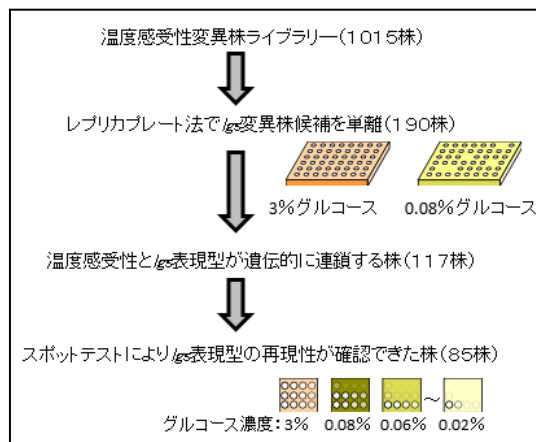 温度感受性変異株ライブラリー(1015株)
レプリカプレート法でlgs変異株候補を単離(190株)
3%グルコース 0.08%グルコース
温度感受性とlgs表現型が遺伝的に連鎖する株(117株)
スポットテストによりlgs表現型の再現性が確認できた株(85株)
～
グルコース濃度:3% 0.08% 0.06% 0.02%